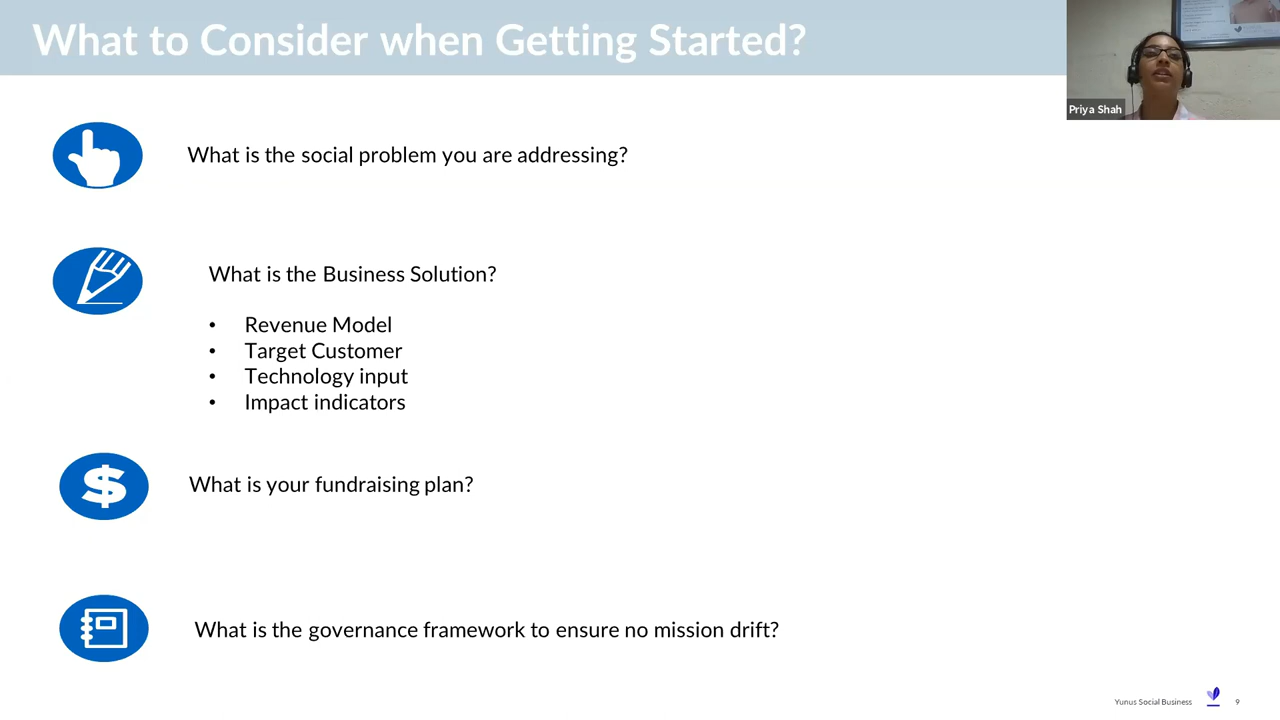 What to Consider when Getting Started?
Priya Shah
What is the social problem you are addressing?
What is the Business Solution?
• Revenue Model
• Target Customer
• Technology input
• Impact indicators
What is your fundraising plan?
What is the governance framework to ensure no mission drift?
Yunus Social Business
9